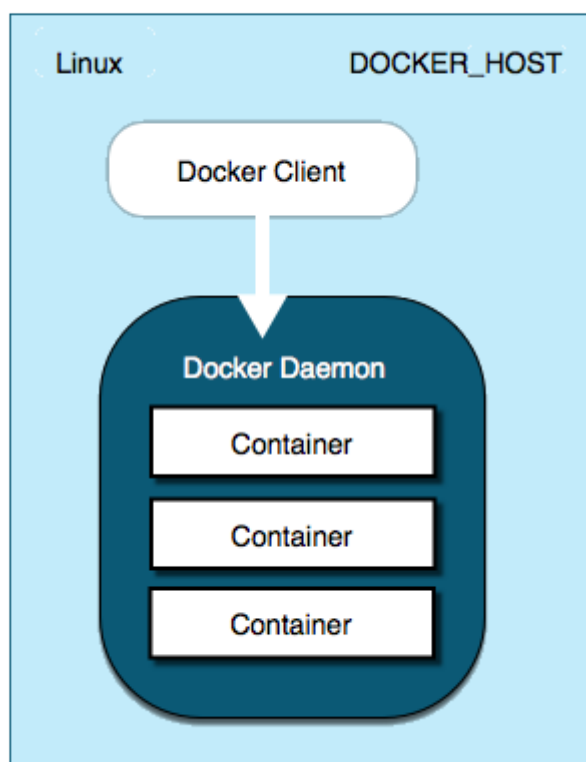 Linux DOCKER_HOST
Docker Client
Docker Daemon
Container
Container
Container